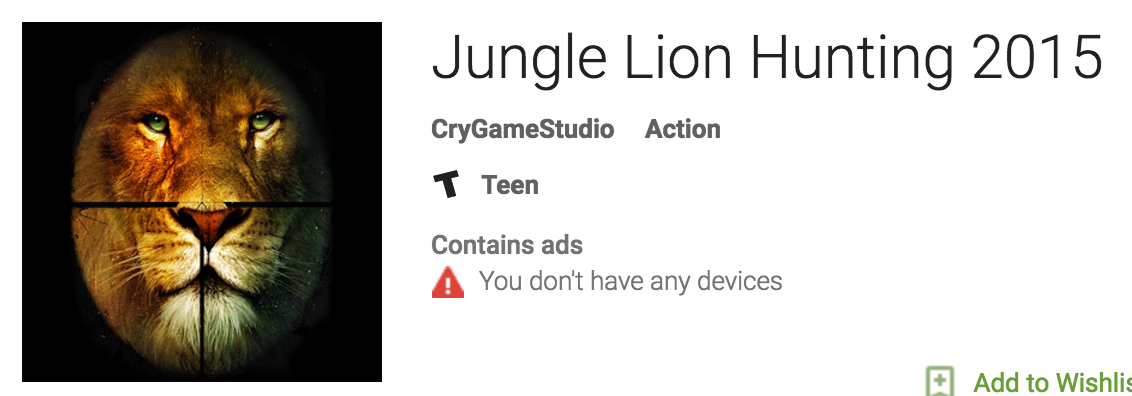 Jungle Lion Hunting 2015
CryGameStudio Action
T Teen
Contains ads
You don't have any devices
Add to Wishlis